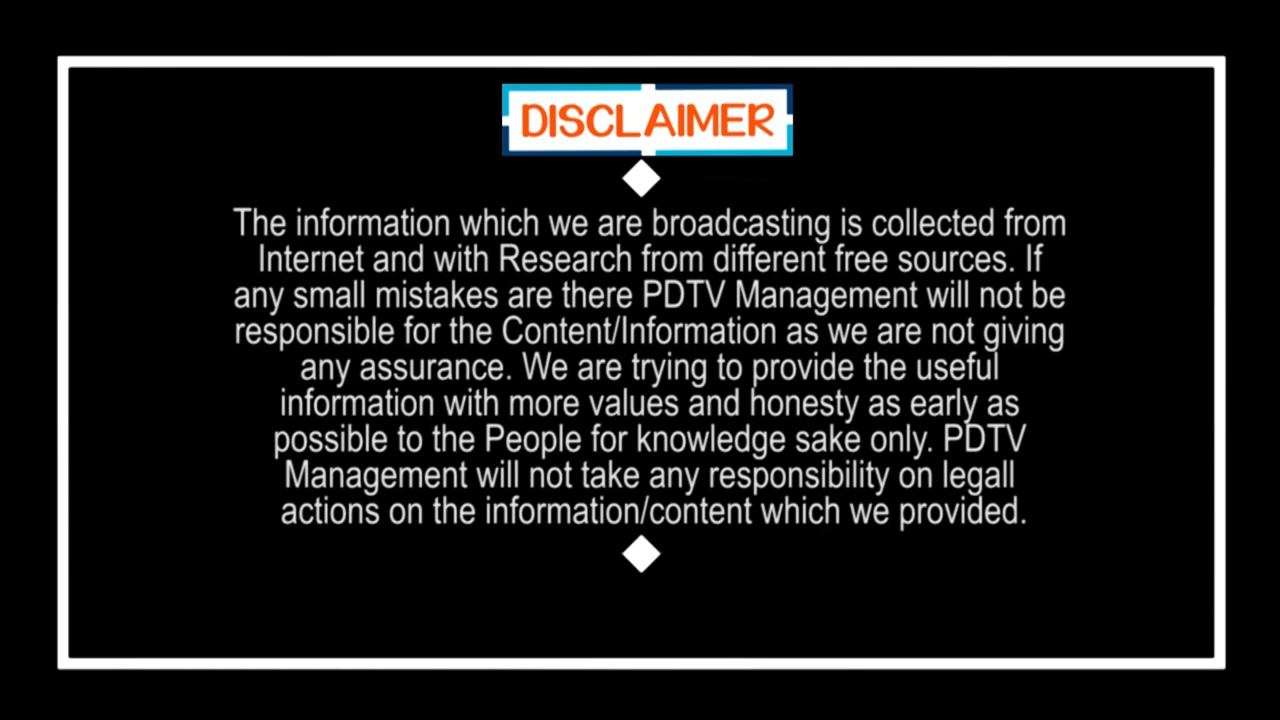 DISCLAIMER
The information which we are broadcasting is collected from
Internet and with Research from different free sources. If
any small mistakes are there PDTV Management will not be
responsible for the Content/Information as we are not giving
any assurance. We are trying to provide the useful
information with more values and honesty as early as
possible to the People for knowledge sake only. PDTV
Management will not take any responsibility on legall
actions on the information/content which we provided.